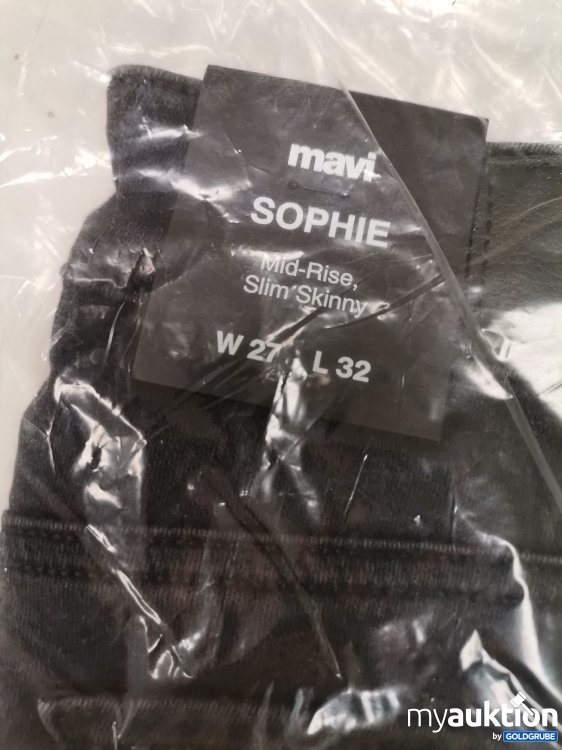 mavi
SOPHIE
Mid-Rise,
Slim Skinny
W 27 L 32
myauktion
by GOLDGRUBE